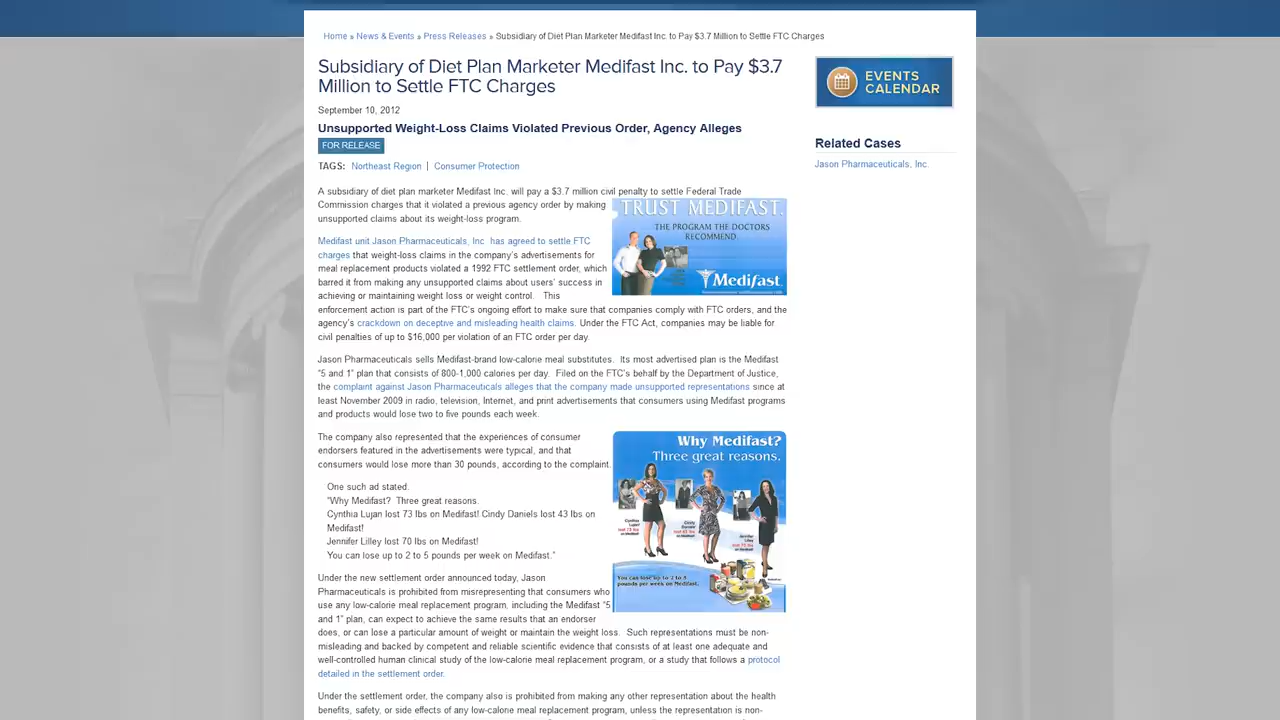 Home » News & Events » Press Releases » Subsidiary of Diet Plan Marketer Medifast Inc. to Pay $3.7 Million to Settle FTC Charges
Subsidiary of Diet Plan Marketer Medifast Inc. to Pay $3.7
Million to Settle FTC Charges
September 10, 2012
Unsupported Weight-Loss Claims Violated Previous Order, Agency Alleges
FOR RELEASE
TAGS: Northeast Region | Consumer Protection
A subsidiary of diet plan marketer Medifast Inc. will pay a $3.7 million civil penalty to settle Federal Trade
Commission charges that it violated a previous agency order by making
unsupported claims about its weight-loss program.
TRUST MEDIFAST.
THE PROGRAM THE DOCTORS
RECOMMEND
Medifast
Medifast unit Jason Pharmaceuticals, Inc. has agreed to settle FTC
charges that weight-loss claims in the company's advertisements for
meal replacement products violated a 1992 FTC settlement order, which
barred it from making any unsupported claims about users' success in
achieving or maintaining weight loss or weight control. This
enforcement action is part of the FTC's ongoing effort to make sure that companies comply with FTC orders, and the
agency's crackdown on deceptive and misleading health claims. Under the FTC Act, companies may be liable for
civil penalties of up to $16,000 per violation of an FTC order per day.
Jason Pharmaceuticals sells Medifast-brand low-calorie meal substitutes. Its most advertised plan is the Medifast
"5 and 1" plan that consists of 800-1,000 calories per day. Filed on the FTC's behalf by the Department of Justice,
the complaint against Jason Pharmaceuticals alleges that the company made unsupported representations since at
least November 2009 in radio, television, Internet, and print advertisements that consumers using Medifast programs
and products would lose two to five pounds each week.
The company also represented that the experiences of consumer
endorsers featured in the advertisements were typical, and that
consumers would lose more than 30 pounds, according to the complaint.
One such ad stated.
"Why Medifast? Three great reasons.
Cynthia Lujan lost 73 lbs on Medifast! Cindy Daniels lost 43 lbs on
Medifast!
Jennifer Lilley lost 70 lbs on Medifast!
You can lose up to 2 to 5 pounds per week on Medifast."
Why Medifast?
Three great reasons.
You can lose up to 2 to 5
pounds per week on Medifast.
Under the new settlement order announced today, Jason
Pharmaceuticals is prohibited from misrepresenting that consumers who
use any low-calorie meal replacement program, including the Medifast "5
and 1" plan, can expect to achieve the same results that an endorser
does, or can lose a particular amount of weight or maintain the weight loss. Such representations must be non-
misleading and backed by competent and reliable scientific evidence that consists of at least one adequate and
well-controlled human clinical study of the low-calorie meal replacement program, or a study that follows a protocol
detailed in the settlement order.
Under the settlement order, the company also is prohibited from making any other representation about the health
benefits, safety, or side effects of any low-calorie meal replacement program, unless the representation is non-
EVENTS
CALENDAR
Related Cases
Jason Pharmaceuticals, Inc.